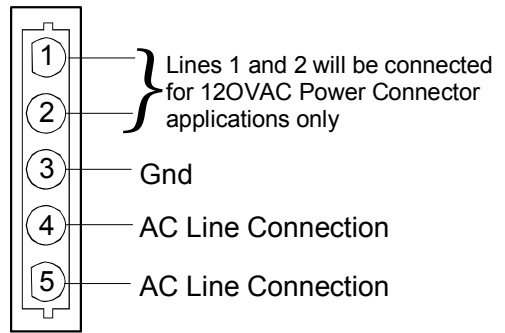 1
Lines 1 and 2 will be connected
for 12OVAC Power Connector
2
applications only
3
Gnd
4
AC Line Connection
5
AC Line Connection